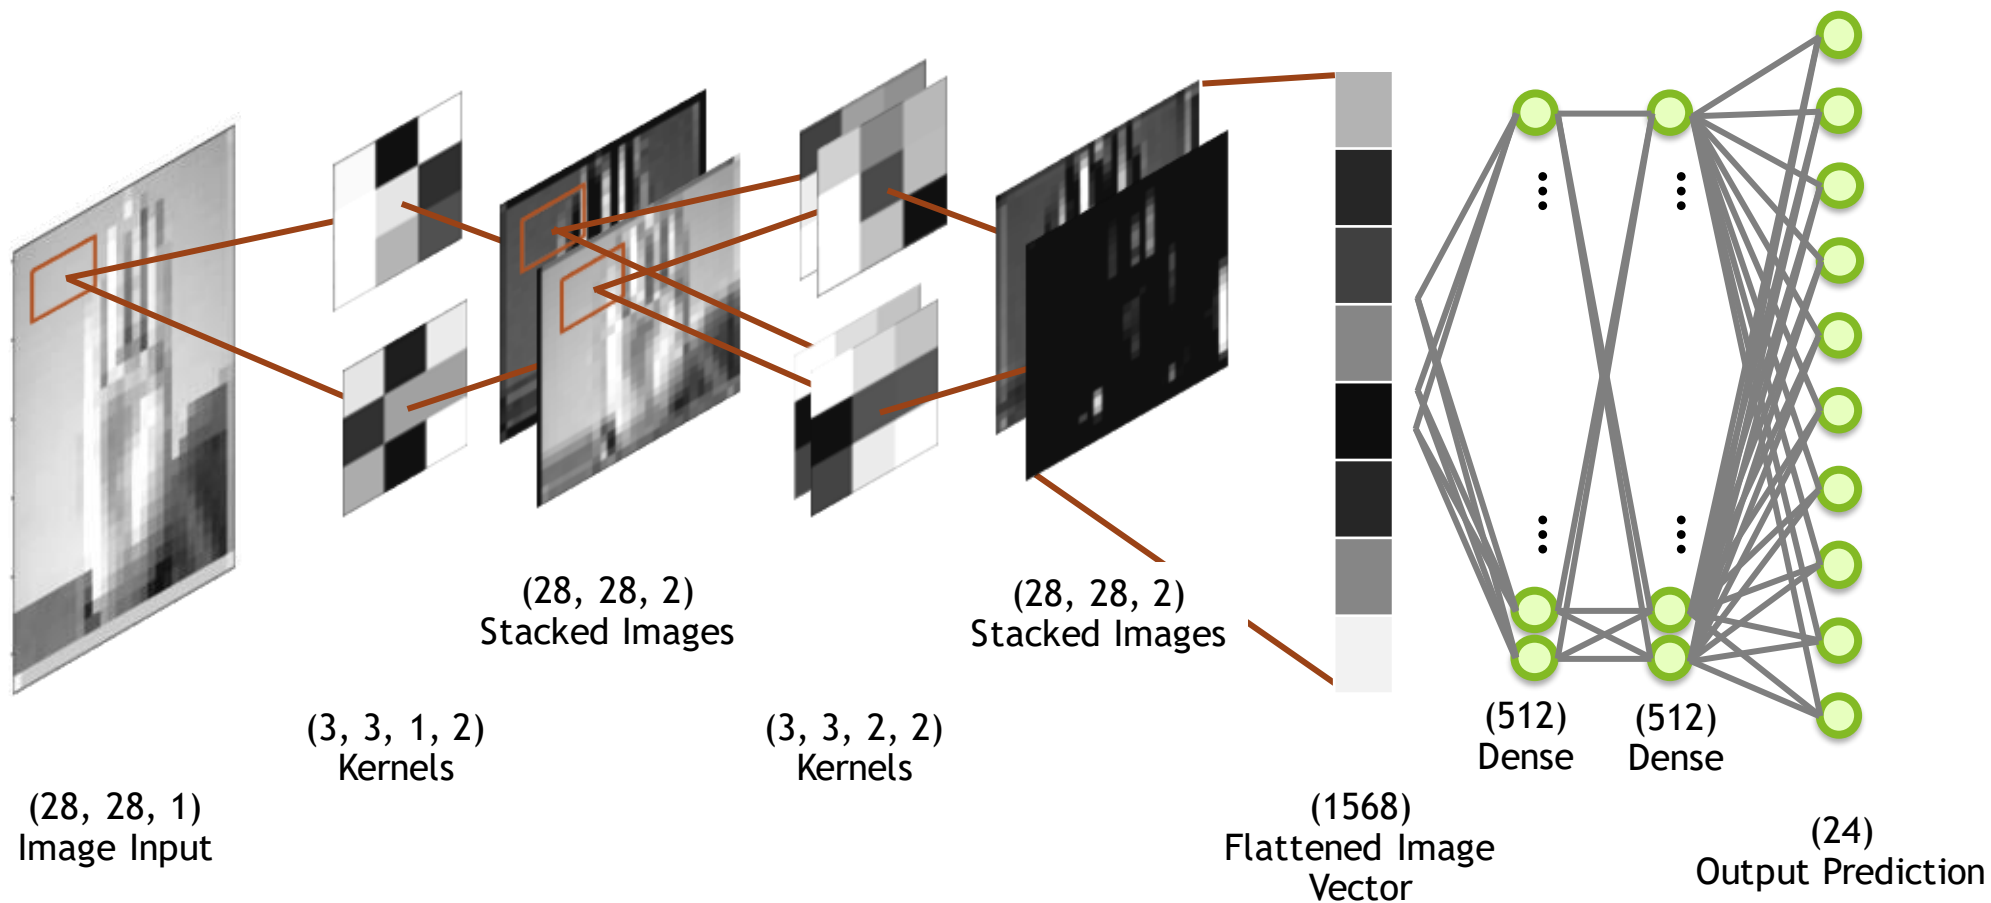 (28, 28, 1)
Image Input
(3, 3, 1, 2)
Kernels
(28, 28, 2)
Stacked Images
(3, 3, 2, 2)
Kernels
(28, 28, 2)
Stacked Images
(1568)
Flattened Image
Vector
(512)
Dense
(512)
Dense
(24)
Output Prediction